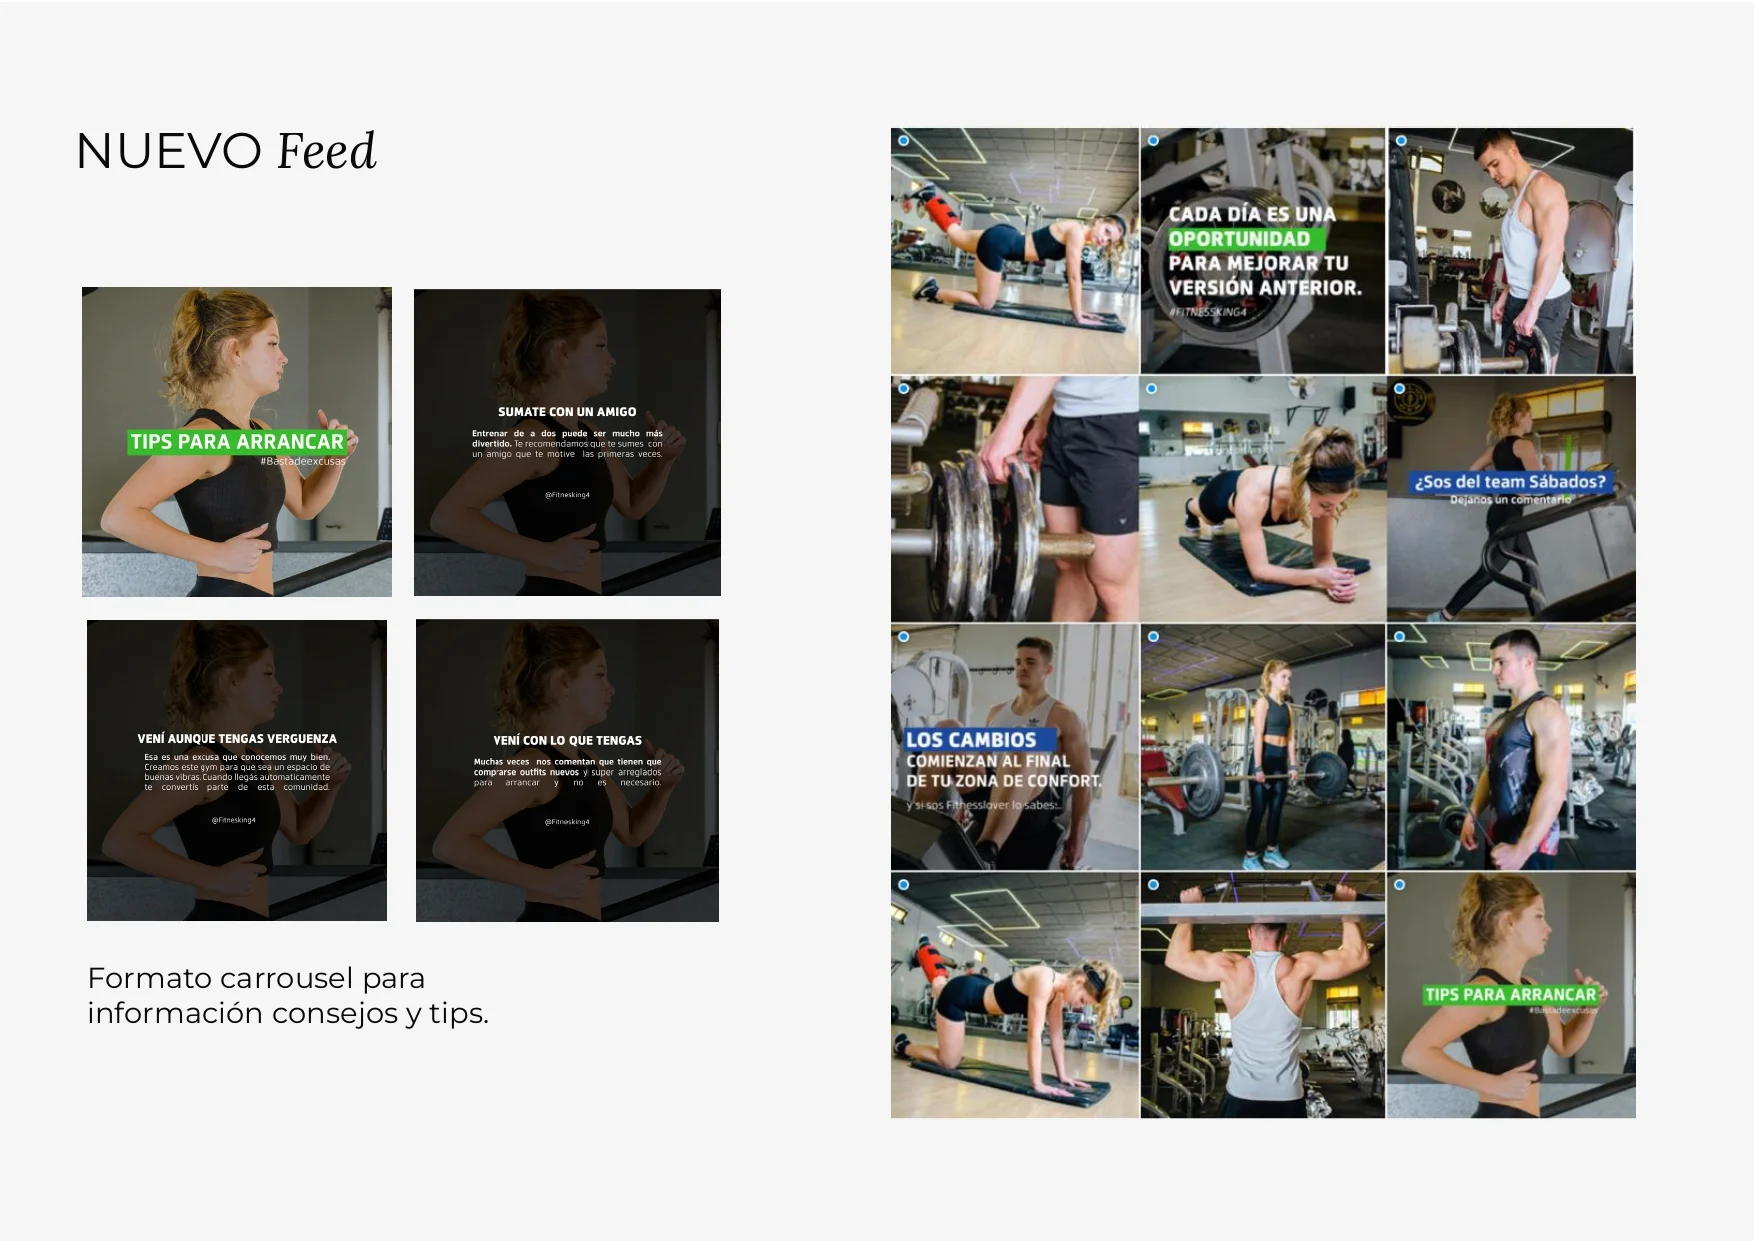 NUEVO Feed
TIPS PARA ARRANCAR
#Bastadeexcusas
SUMATE CON UN AMIGO
Entrenar de a dos puede ser mucho más
divertido. Te recomendamos que te sumes con
un amigo que te motive las primeras veces.
@Fitnesking4
VENÍ AUNQUE TENGAS VERGUENZA
Esa es una excusa que conocemos muy bien.
Creamos este gym para que sea un espacio de
buenas vibras.Cuando llegás automaticamente
te convertís parte de esta comunidad.
@Fitnesking4
VENÍ CON LO QUE TENGAS
Muchas veces nos comentan que tienen que
comprarse outfits nuevos y super arreglados
para arrancar y no es necesario.
@Fitnesking4
Formato carrousel para
información consejos y tips.
CADA DÍA ES UNA
OPORTUNIDAD
PARA MEJORAR TU
VERSIÓN ANTERIOR.
#FITNESSKING4
¿Sos del team Sábados?
Dejanos un comentario
LOS CAMBIOS
COMIENZAN AL FINAL
DE TU ZONA DE CONFORT.
y si sos Fitnesslover lo sabes:..
TIPS PARA ARRANCAR
#Bastadeexcusas